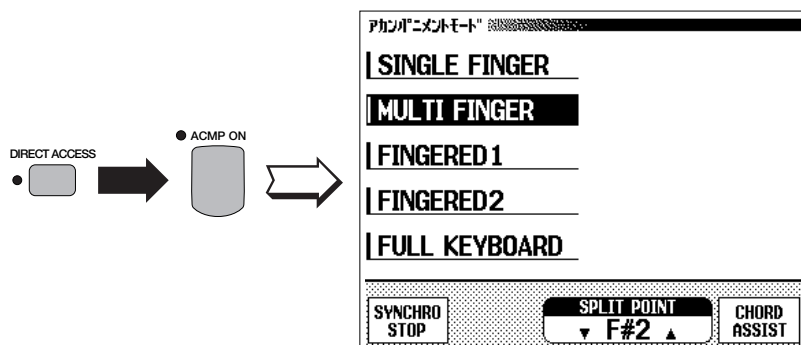 DIRECT ACCESS
ACMP ON
アカンパニメントモード
SINGLE FINGER
MULTI FINGER
FINGERED1
FINGERED2
FULL KEYBOARD
SYNCHRO
STOP
SPLIT POINT
▼ F#2 ▲
CHORD
ASSIST